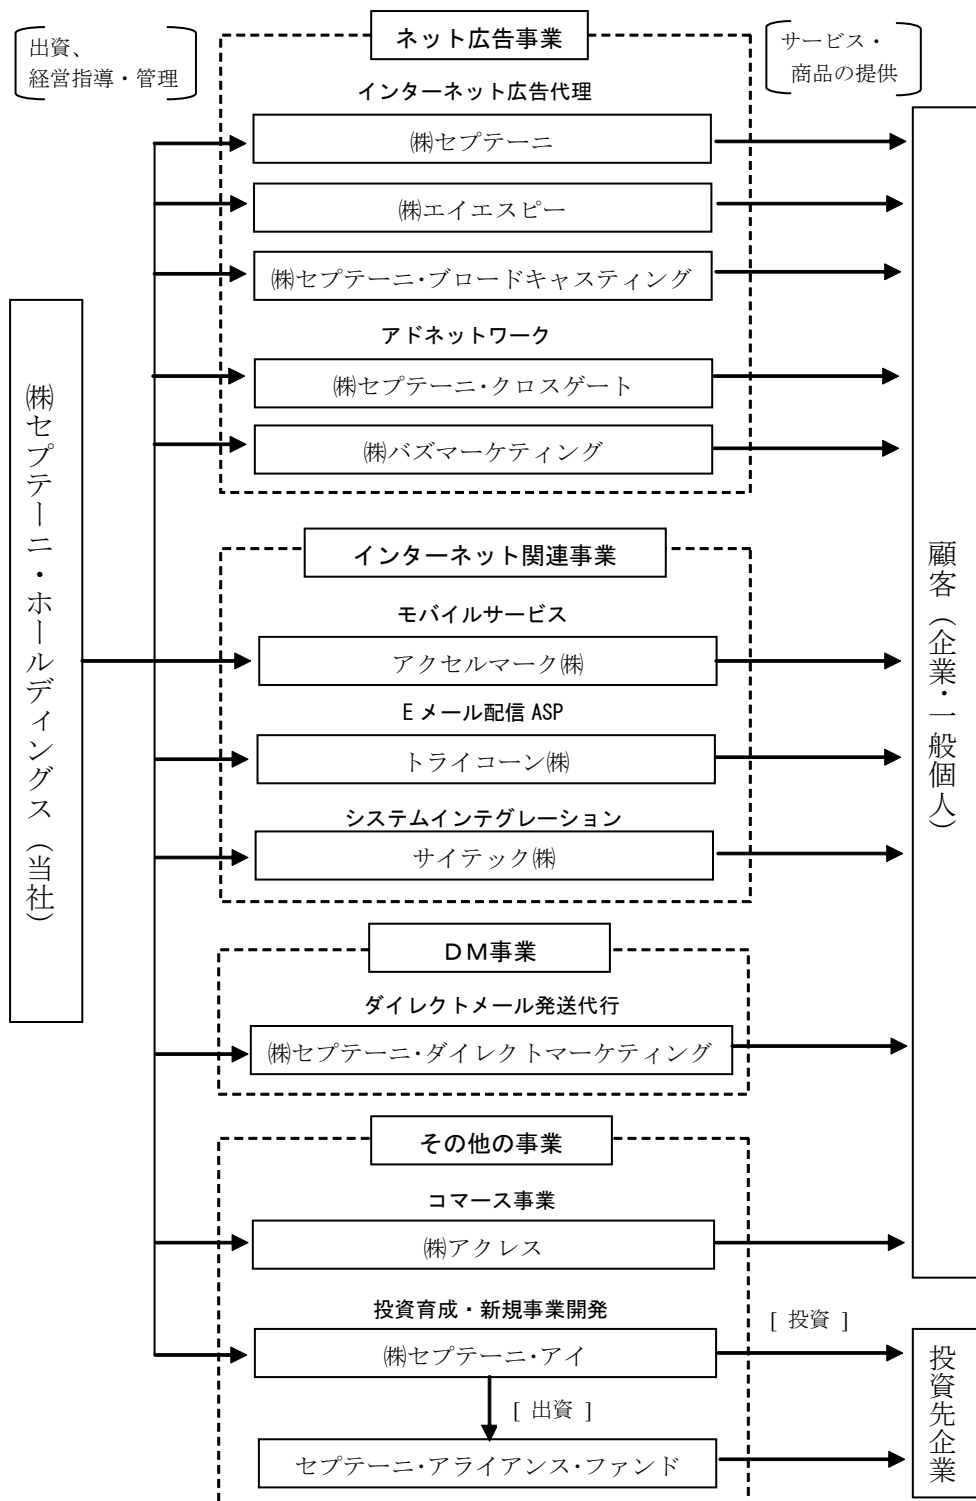 出資、
経営指導・管理
ネット広告事業
サービス・
商品の提供
インターネット広告代理
㈱セプテーニ
㈱エイエスピー
㈱セプテーニ・ブロードキャスティング
アドネットワーク
㈱セプテーニ・クロスゲート
㈱バズマーケティング
㈱セプテーニ・ホールディングス（当社）
インターネット関連事業
モバイルサービス
アクセルマーク㈱
Eメール配信ASP
トライコーン㈱
システムインテグレーション
サイテック㈱
顧客（企業・一般個人）
DM事業
ダイレクトメール発送代行
㈱セプテーニ・ダイレクトマーケティング
その他の事業
コマース事業
㈱アクレス
投資育成・新規事業開発
[ 投資 ]
㈱セプテーニ・アイ
[ 出資 ]
セプテーニ・アライアンス・ファンド
投資先企業